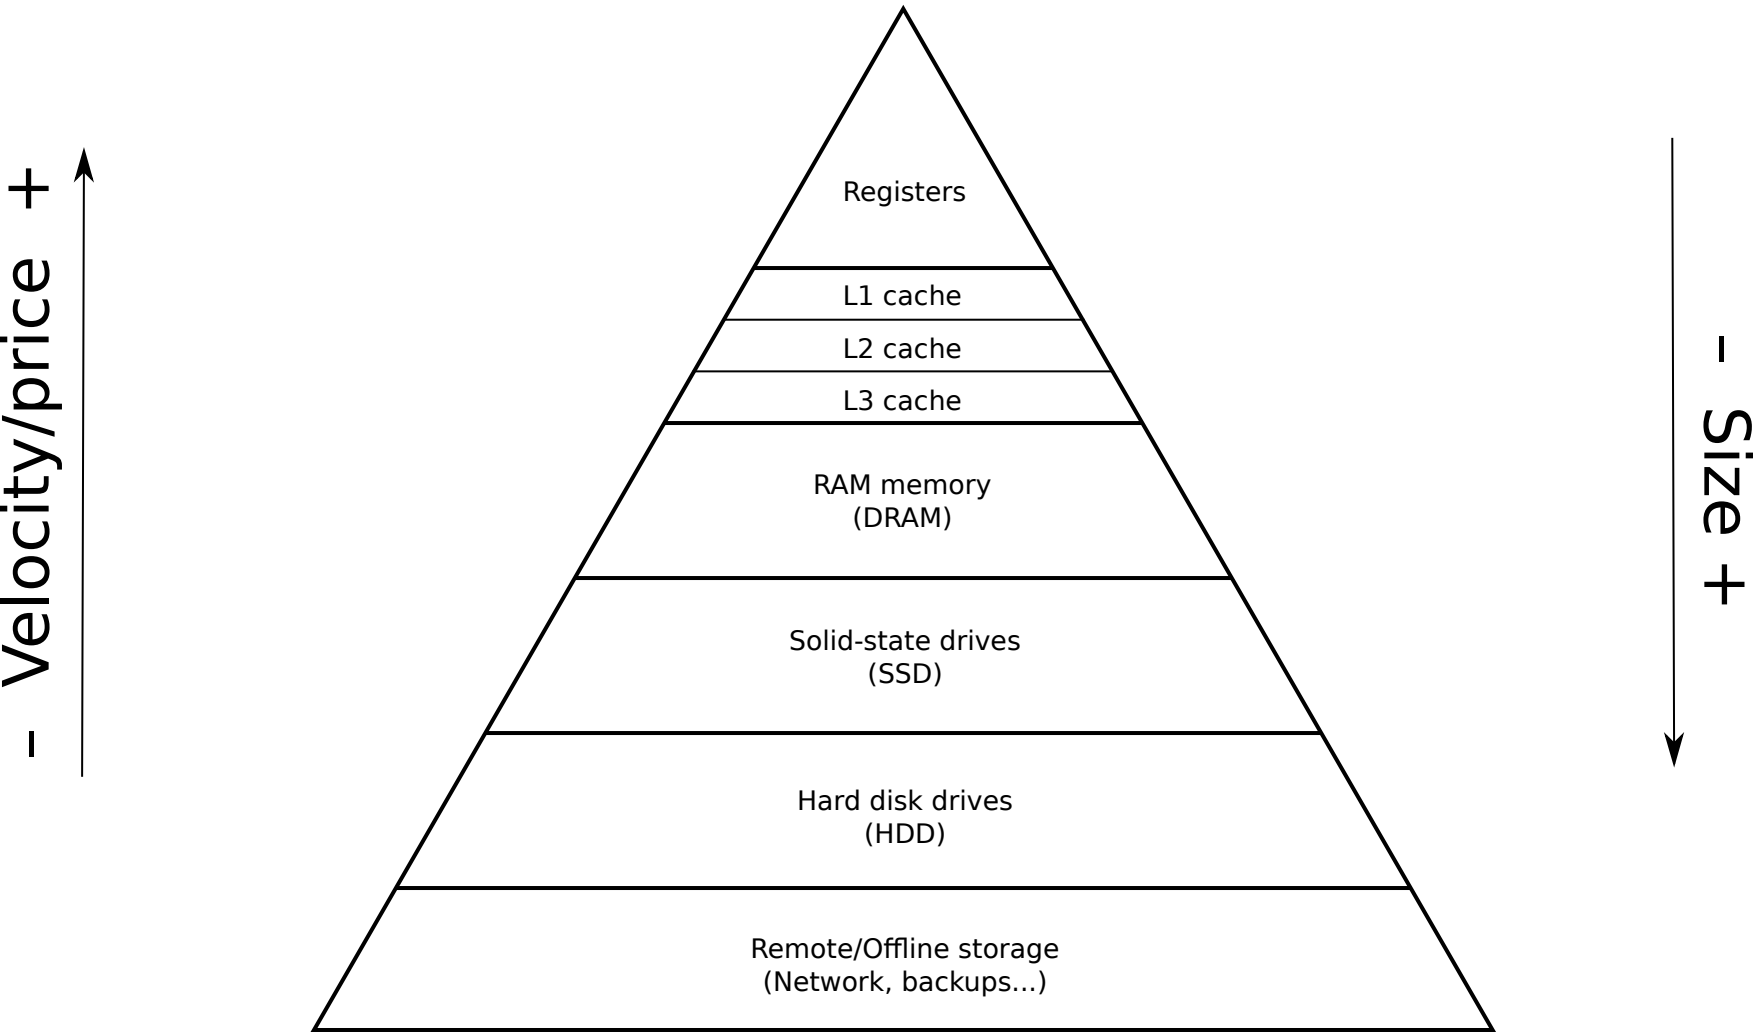 – Velocity/price +
Registers
L1 cache
L2 cache
L3 cache
RAM memory
(DRAM)
Solid-state drives
(SSD)
Hard disk drives
(HDD)
Remote/Offline storage
(Network, backups...)
– Size +